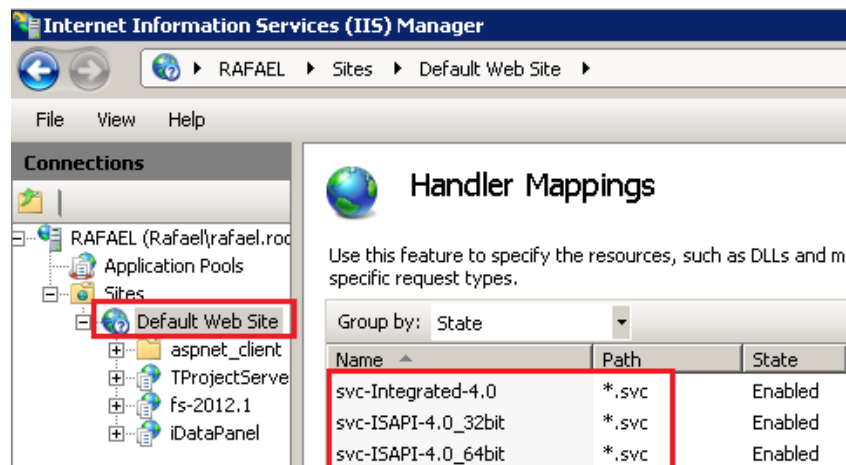 Internet Information Services (IIS) Manager
RAFAEL Sites Default Web Site
File View Help
Connections
RAFAEL (Rafael\rafael.roc
Application Pools
Sites
Default Web Site
aspnet_client
TProjectServe
fs-2012.1
iDataPanel
Handler Mappings
Use this feature to specify the resources, such as DLLs and m
specific request types.
Group by: State
Name Path State
svc-Integrated-4.0 *.svc Enabled
svc-ISAPI-4.0_32bit *.svc Enabled
svc-ISAPI-4.0_64bit *.svc Enabled